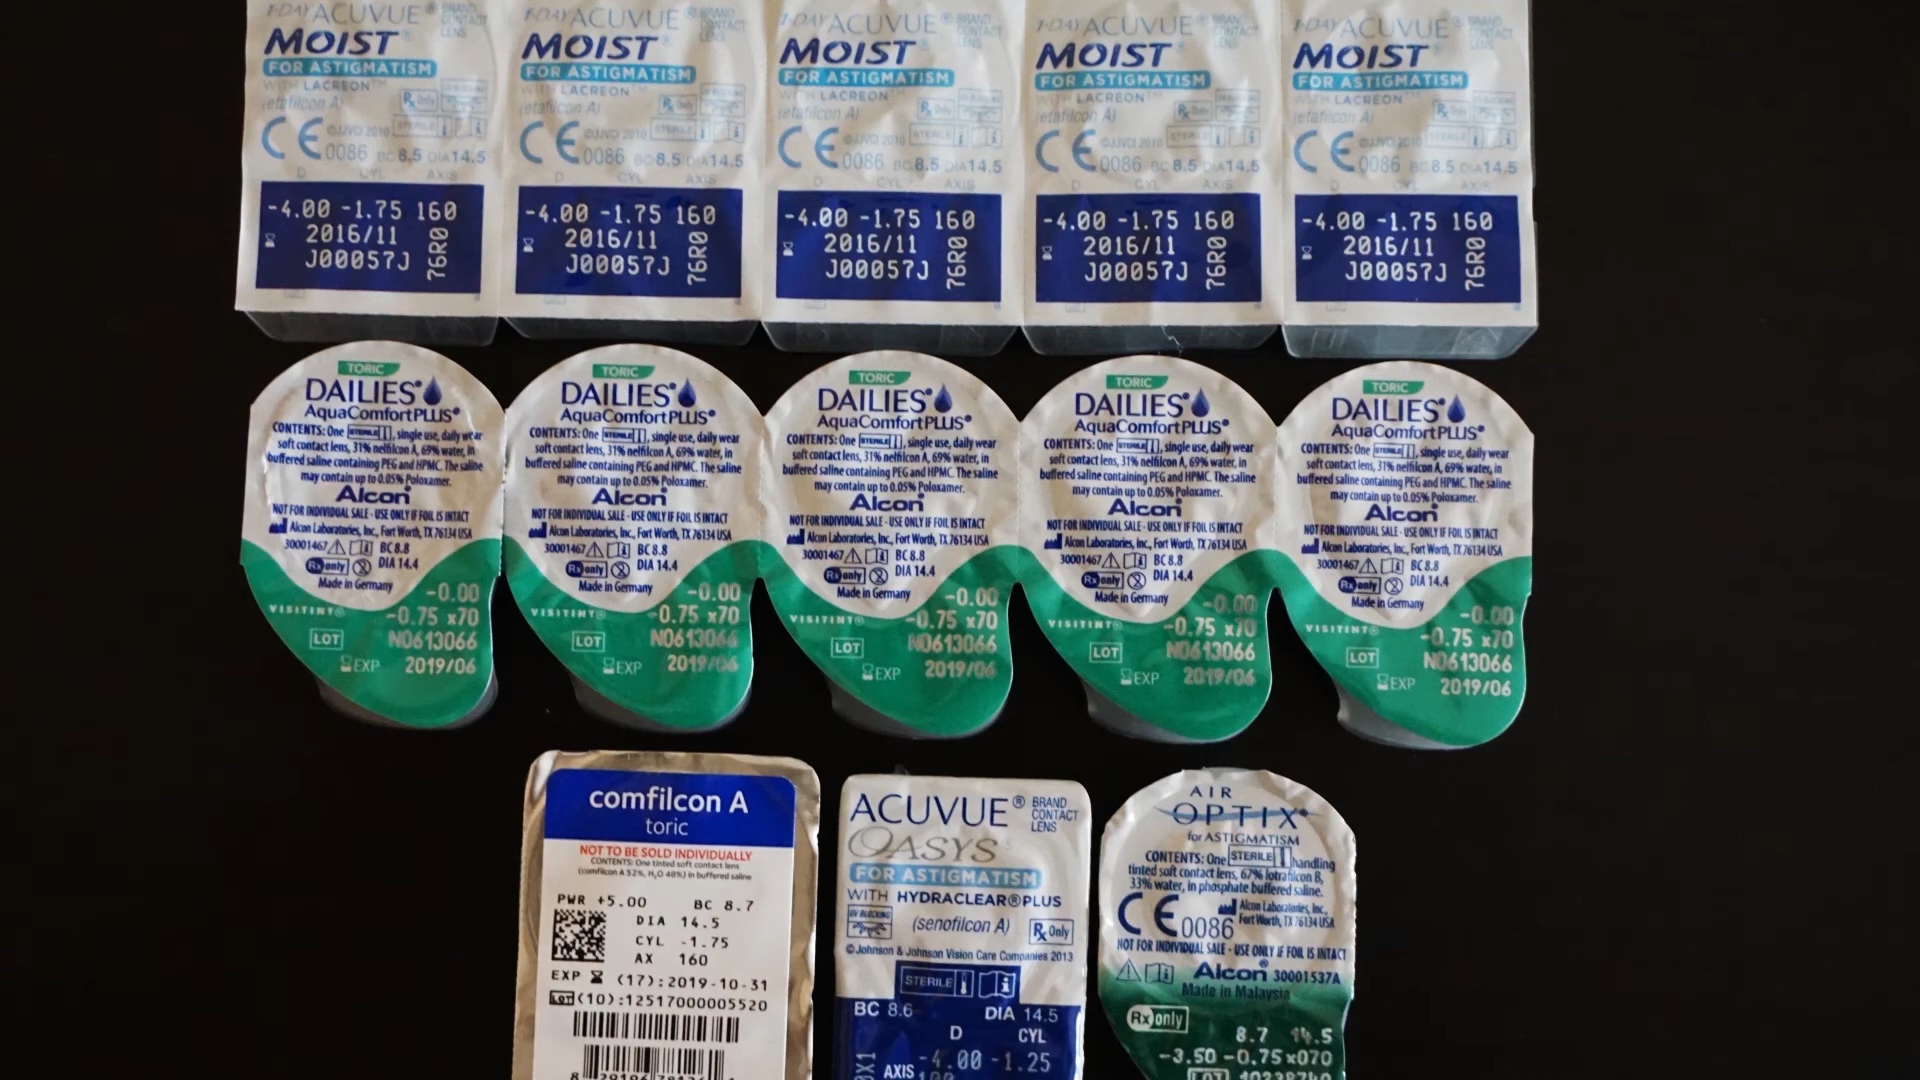 1-DAY ACUVUE® BRAND CONTACT LENS
MOIST®
FOR ASTIGMATISM
WITH LACREON™
(etafilcon A) Rx Only UV BLOCKING
©JJVCI 2010 STERILE
CE 0086 BC8.5 DIA14.5
D CYL AXIS
-4.00 -1.75 160
2016/11
J00057J
76R0
1-DAY ACUVUE® BRAND CONTACT LENS
MOIST®
FOR ASTIGMATISM
WITH LACREON™
(etafilcon A) Rx Only
©JJVCI 2010 STERILE
CE 0086 BC8.5 DIA14.5
D CYL AXIS
-4.00 -1.75 160
2016/11
J00057J
76R0
1-DAY ACUVUE® BRAND CONTACT LENS
MOIST®
FOR ASTIGMATISM
WITH LACREON™
(etafilcon A) Rx Only
©JJVCI 2010 STERILE
CE 0086 BC8.5 DIA14.5
D CYL AXIS
-4.00 -1.75 160
2016/11
J00057J
76R0
1-DAY ACUVUE® BRAND CONTACT LENS
MOIST®
FOR ASTIGMATISM
WITH LACREON™
(etafilcon A) Rx Only
©JJVCI 2010 STERILE
CE 0086 BC8.5 DIA14.5
D CYL AXIS
-4.00 -1.75 160
2016/11
J00057J
76R0
1-DAY ACUVUE® BRAND CONTACT LENS
MOIST®
FOR ASTIGMATISM
WITH LACREON™
(etafilcon A) Rx Only
©JJVCI 2010 STERILE
CE 0086 BC8.5 DIA14.5
D CYL AXIS
-4.00 -1.75 160
2016/11
J00057J
76R0
TORIC
DAILIES®
AquaComfort PLUS®
CONTENTS: One STERILE, single use, daily wear
soft contact lens, 31% nelfilcon A, 69% water, in
buffered saline containing PEG and HPMC. The saline
may contain up to 0.05% Poloxamer.
Alcon®
NOT FOR INDIVIDUAL SALE - USE ONLY IF FOIL IS INTACT
Alcon Laboratories, Inc., Fort Worth, TX 76134 USA
30001467 BC 8.8
Rx only DIA 14.4
Made in Germany
-0.00
VISITINT® -0.75 x70
LOT N0613066
EXP 2019/06
TORIC
DAILIES®
AquaComfort PLUS®
CONTENTS: One STERILE, single use, daily wear
soft contact lens, 31% nelfilcon A, 69% water, in
buffered saline containing PEG and HPMC. The saline
may contain up to 0.05% Poloxamer.
Alcon®
NOT FOR INDIVIDUAL SALE - USE ONLY IF FOIL IS INTACT
Alcon Laboratories, Inc., Fort Worth, TX 76134 USA
30001467 BC 8.8
Rx only DIA 14.4
Made in Germany
-0.00
VISITINT® -0.75 x70
LOT N0613066
EXP 2019/06
TORIC
DAILIES®
AquaComfort PLUS®
CONTENTS: One STERILE, single use, daily wear
soft contact lens, 31% nelfilcon A, 69% water, in
buffered saline containing PEG and HPMC. The saline
may contain up to 0.05% Poloxamer.
Alcon®
NOT FOR INDIVIDUAL SALE - USE ONLY IF FOIL IS INTACT
Alcon Laboratories, Inc., Fort Worth, TX 76134 USA
30001467 BC 8.8
Rx only DIA 14.4
Made in Germany
-0.00
VISITINT® -0.75 x70
LOT N0613066
EXP 2019/06
TORIC
DAILIES®
AquaComfort PLUS®
CONTENTS: One STERILE, single use, daily wear
soft contact lens, 31% nelfilcon A, 69% water, in
buffered saline containing PEG and HPMC. The saline
may contain up to 0.05% Poloxamer.
Alcon®
NOT FOR INDIVIDUAL SALE - USE ONLY IF FOIL IS INTACT
Alcon Laboratories, Inc., Fort Worth, TX 76134 USA
30001467 BC 8.8
Rx only DIA 14.4
Made in Germany
-0.00
VISITINT® -0.75 x70
LOT N0613066
EXP 2019/06
TORIC
DAILIES®
AquaComfort PLUS®
CONTENTS: One STERILE, single use, daily wear
soft contact lens, 31% nelfilcon A, 69% water, in
buffered saline containing PEG and HPMC. The saline
may contain up to 0.05% Poloxamer.
Alcon®
NOT FOR INDIVIDUAL SALE - USE ONLY IF FOIL IS INTACT
Alcon Laboratories, Inc., Fort Worth, TX 76134 USA
30001467 BC 8.8
Rx only DIA 14.4
Made in Germany
-0.00
VISITINT® -0.75 x70
LOT N0613066
EXP 2019/06
comfilcon A
toric
NOT TO BE SOLD INDIVIDUALLY
CONTENTS: One tinted soft contact lens
(comfilcon A 52%, H₂O 48%) in buffered saline
PWR +5.00 BC 8.7
DIA 14.5
CYL -1.75
AX 160
EXP (17):2019-10-31
LOT (10):12517000005520
ACUVUE® BRAND CONTACT LENS
OASYS®
FOR ASTIGMATISM
WITH HYDRACLEAR® PLUS
UV BLOCKING (senofilcon A) Rx Only
©Johnson & Johnson Vision Care Companies 2013
STERILE
BC 8.6 DIA 14.5
D CYL
-4.00 -1.25
AXIS
AIR
OPTIX®
for ASTIGMATISM
CONTENTS: One STERILE handling
tinted soft contact lens, 67% lotrafilcon B,
33% water, in phosphate buffered saline.
CE 0086 Alcon Laboratories, Inc.,
Fort Worth, TX 76134 USA
NOT FOR INDIVIDUAL SALE - USE ONLY IF FOIL IS INTACT
Alcon® 30001537A
Made in Malaysia
Rx only
8.7 14.5
-3.50 -0.75x070
LOT